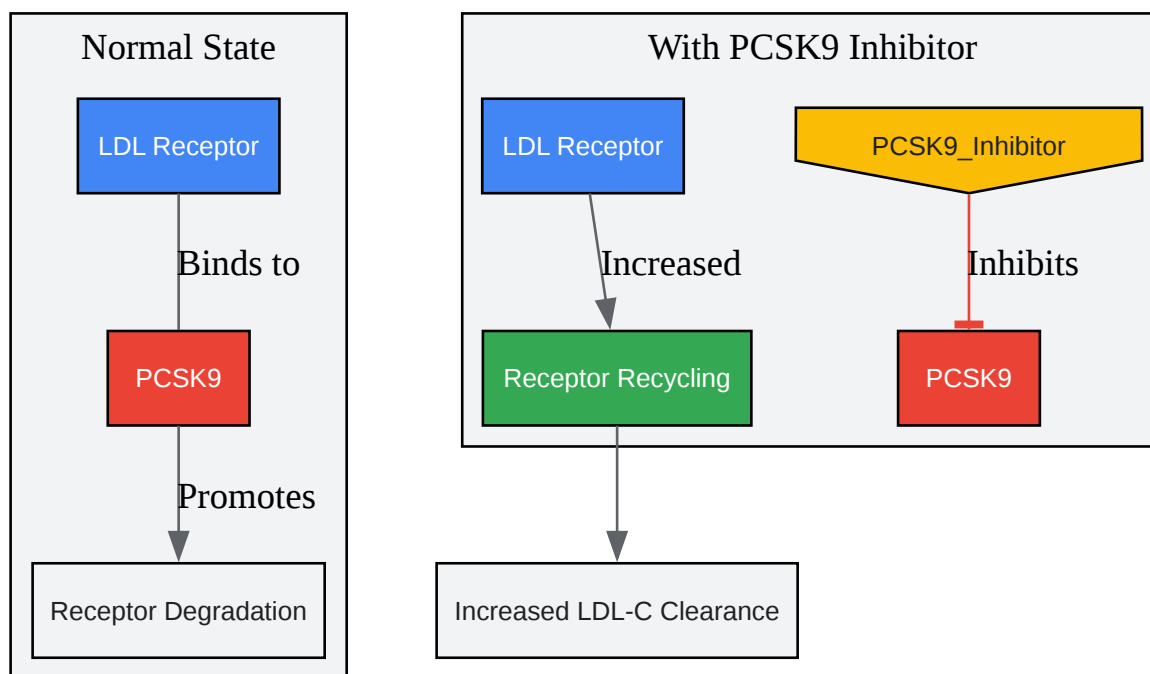 Normal State
LDL Receptor
Binds to
PCSK9
Promotes
Receptor Degradation
With PCSK9 Inhibitor
LDL Receptor
PCSK9_Inhibitor
Increased
Inhibits
Receptor Recycling
PCSK9
Increased LDL-C Clearance